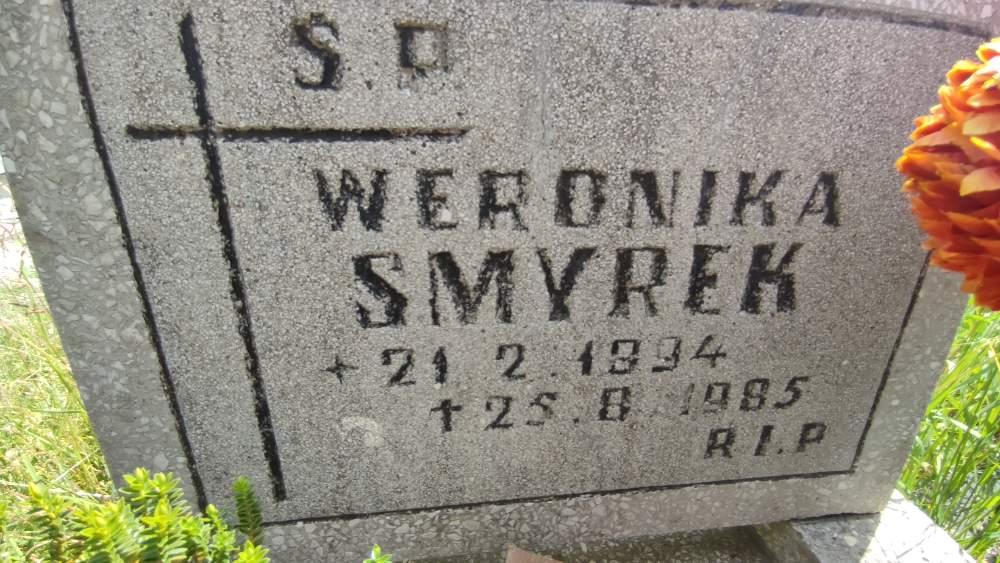 Ś.P
WERONIKA
SMYREK
+ 21 2.1894
+ 25.8 1985
R.I.P